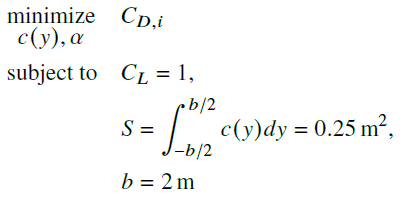 minimize C_{D,i}
c(y), α
subject to C_L = 1,
S = ∫_{-b/2}^{b/2} c(y)dy = 0.25 m²,
b = 2 m